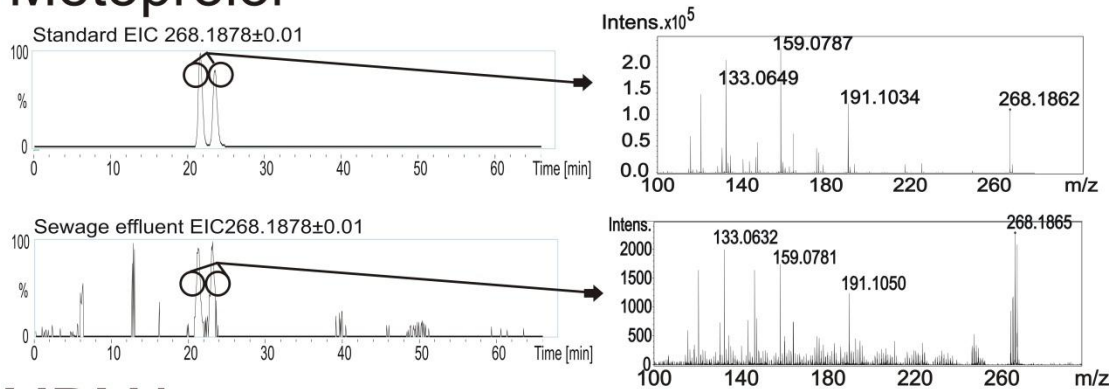 Metoprolol
Standard EIC 268.1878±0.01
100
%
0
0 10 20 30 40 50 60 Time [min]
Intens.x10⁵
2.0
1.5
1.0
0.5
0.0
159.0787
133.0649
191.1034
268.1862
100 140 180 220 260 m/z
Sewage effluent EIC268.1878±0.01
100
%
0
0 10 20 30 40 50 60 Time [min]
Intens.
2000
1500
1000
500
0
268.1865
133.0632
159.0781
191.1050
100 140 180 220 260 m/z